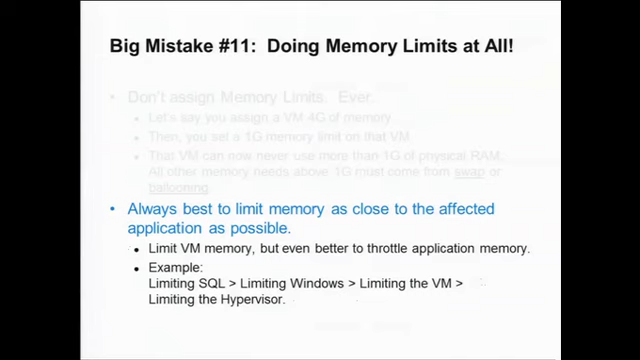 Big Mistake #11: Doing Memory Limits at All!
• Don't assign Memory Limits. Ever.
• Let's say you assign a VM 4G of memory.
• Then, you set a 1G memory limit on that VM.
• That VM can now never use more than 1G of physical RAM.
All other memory needs above 1G must come from swap or
ballooning.
• Always best to limit memory as close to the affected
application as possible.
• Limit VM memory, but even better to throttle application memory.
• Example:
Limiting SQL > Limiting Windows > Limiting the VM >
Limiting the Hypervisor.